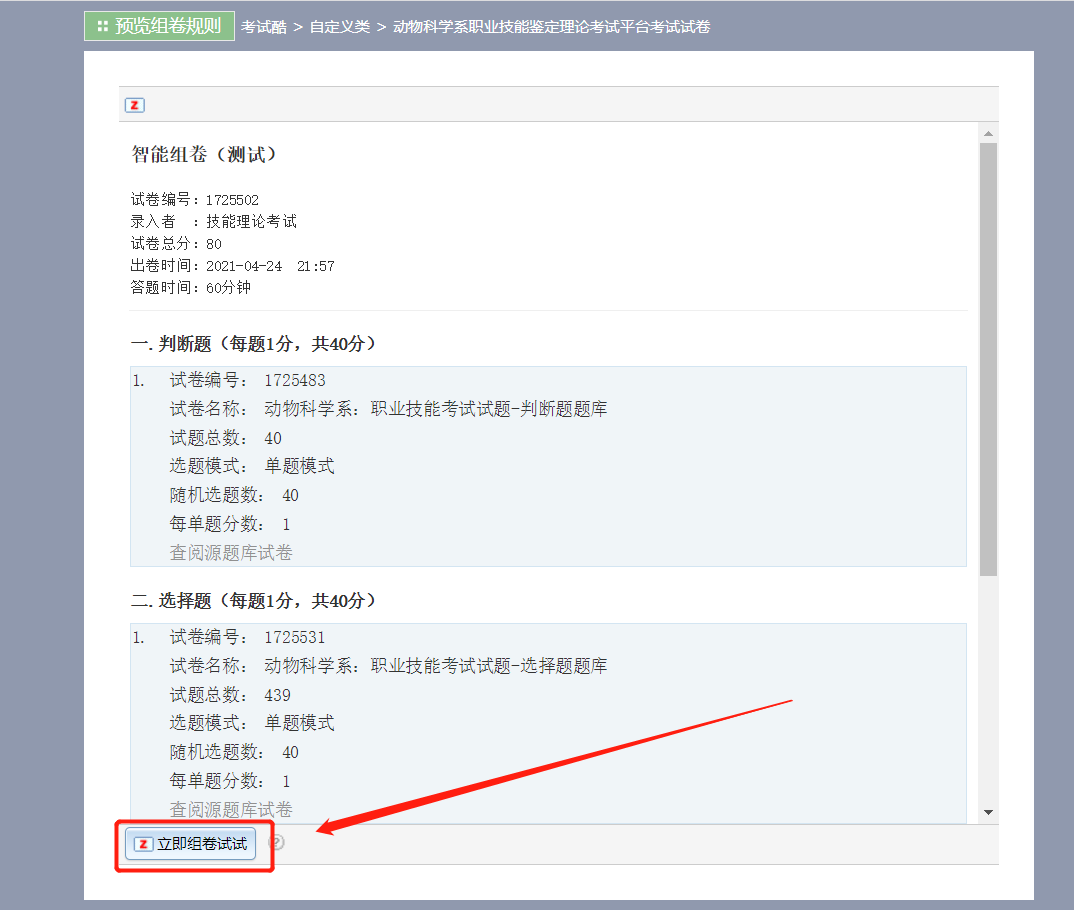 预览组卷规则 考试酷 > 自定义类 > 动物科学系职业技能鉴定理论考试平台考试试卷
Z
智能组卷（测试）
试卷编号：1725502
录入者 ：技能理论考试
试卷总分：80
出卷时间：2021-04-24 21:57
答题时间：60分钟
一. 判断题（每题1分，共40分）
1. 试卷编号： 1725483
试卷名称： 动物科学系：职业技能考试试题-判断题题库
试题总数： 40
选题模式： 单题模式
随机选题数： 40
每单题分数： 1
查阅源题库试卷
二. 选择题（每题1分，共40分）
1. 试卷编号： 1725531
试卷名称： 动物科学系：职业技能考试试题-选择题题库
试题总数： 439
选题模式： 单题模式
随机选题数： 40
每单题分数： 1
查阅源题库试卷
Z 立即组卷试试 ?